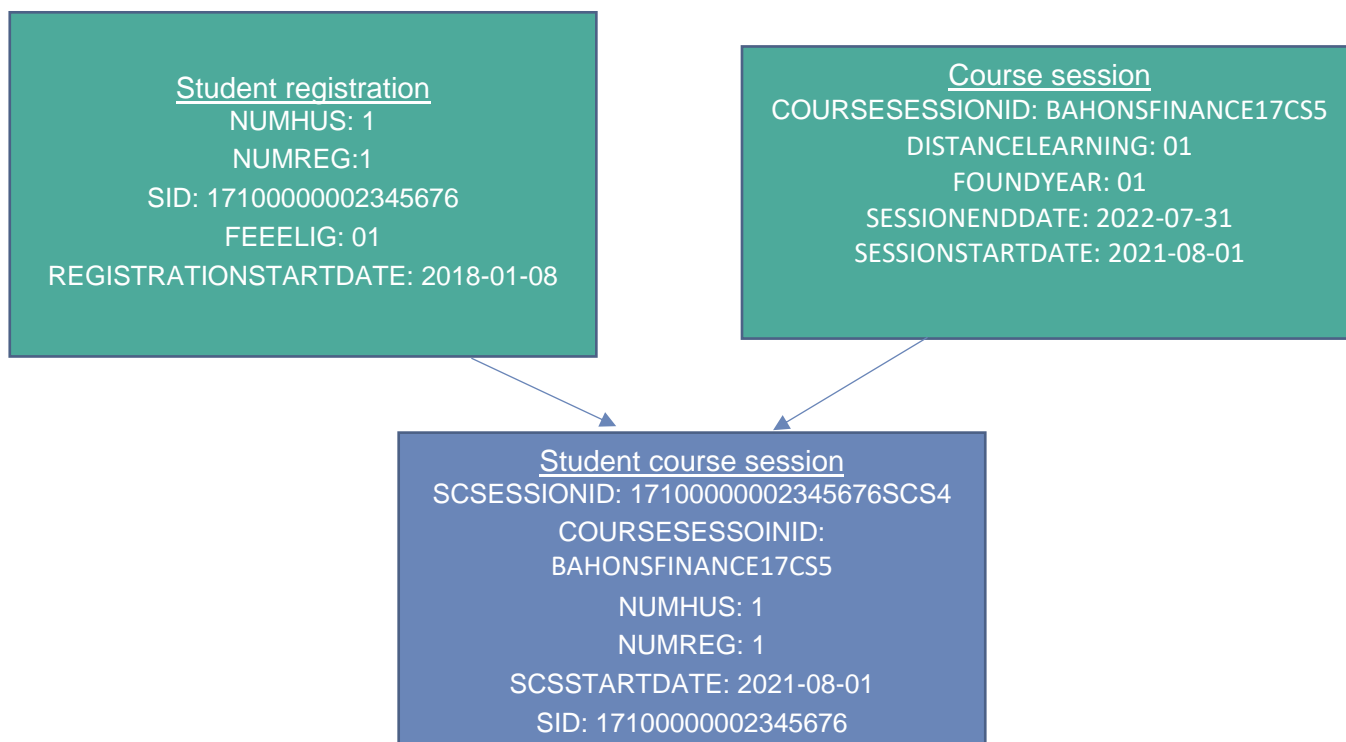 Student registration
NUMHUS: 1
NUMREG:1
SID: 17100000002345676
FEEELIG: 01
REGISTRATIONSTARTDATE: 2018-01-08
Course session
COURSESESSIONID: BAHONSFINANCE17CS5
DISTANCELEARNING: 01
FOUNDYEAR: 01
SESSIONENDDATE: 2022-07-31
SESSIONSTARTDATE: 2021-08-01
Student course session
SCSESSIONID: 17100000002345676SCS4
COURSESESSOINID:
BAHONSFINANCE17CS5
NUMHUS: 1
NUMREG: 1
SCSSTARTDATE: 2021-08-01
SID: 17100000002345676